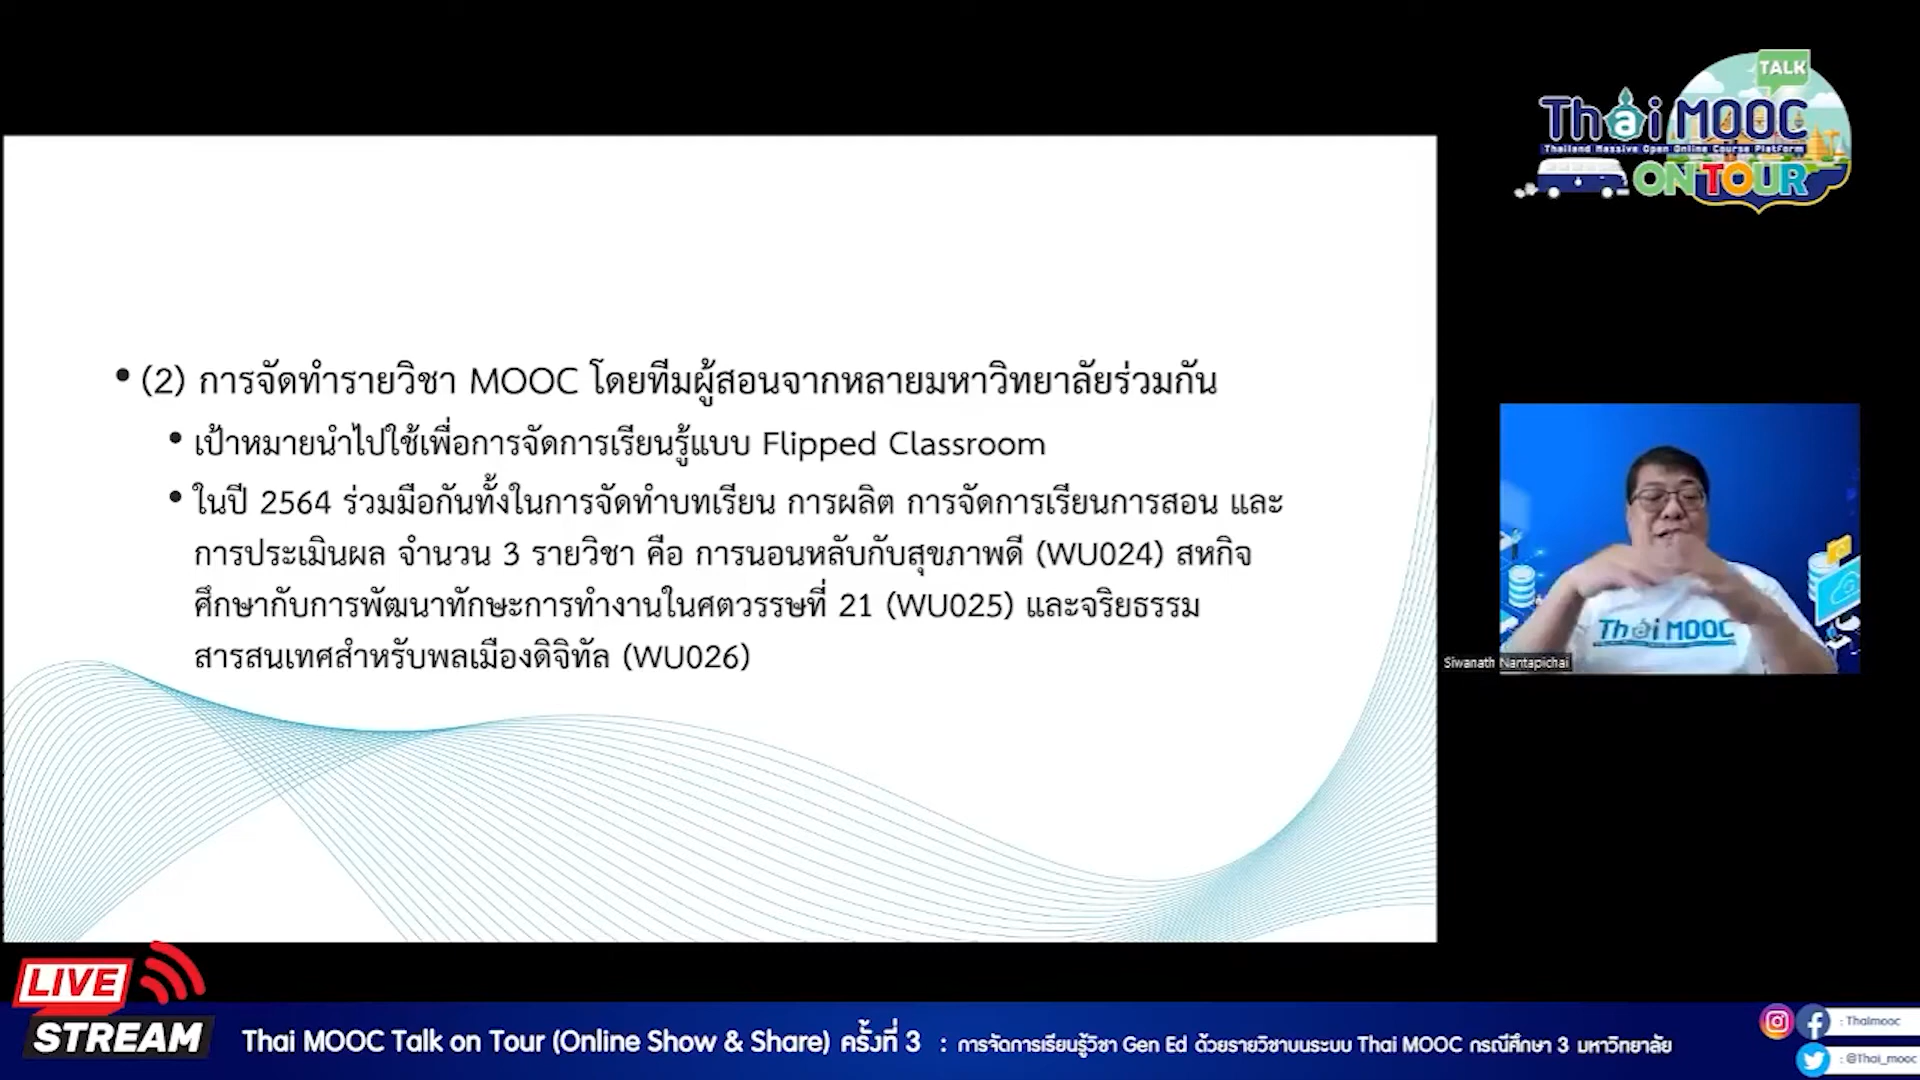 TALK
Thai MOOC
Thailand Massive Open Online Course Platform
ON TOUR
• (2) การจัดทำรายวิชา MOOC โดยทีมผู้สอนจากหลายมหาวิทยาลัยร่วมกัน
• เป้าหมายนำไปใช้เพื่อการจัดการเรียนรู้แบบ Flipped Classroom
• ในปี 2564 ร่วมมือกันทั้งในการจัดทำบทเรียน การผลิต การจัดการเรียนการสอน และ
การประเมินผล จำนวน 3 รายวิชา คือ การนอนหลับกับสุขภาพดี (WU024) สหกิจ
ศึกษากับการพัฒนาทักษะการทำงานในศตวรรษที่ 21 (WU025) และจริยธรรม
สารสนเทศสำหรับพลเมืองดิจิทัล (WU026)
Thai MOOC
Siwanath Nantapichai
LIVE
STREAM
Thai MOOC Talk on Tour (Online Show & Share) ครั้งที่ 3 : การจัดการเรียนรู้วิชา Gen Ed ด้วยรายวิชาบนระบบ Thai MOOC กรณีศึกษา 3 มหาวิทยาลัย
: Thaimooc
: @Thai_mooc